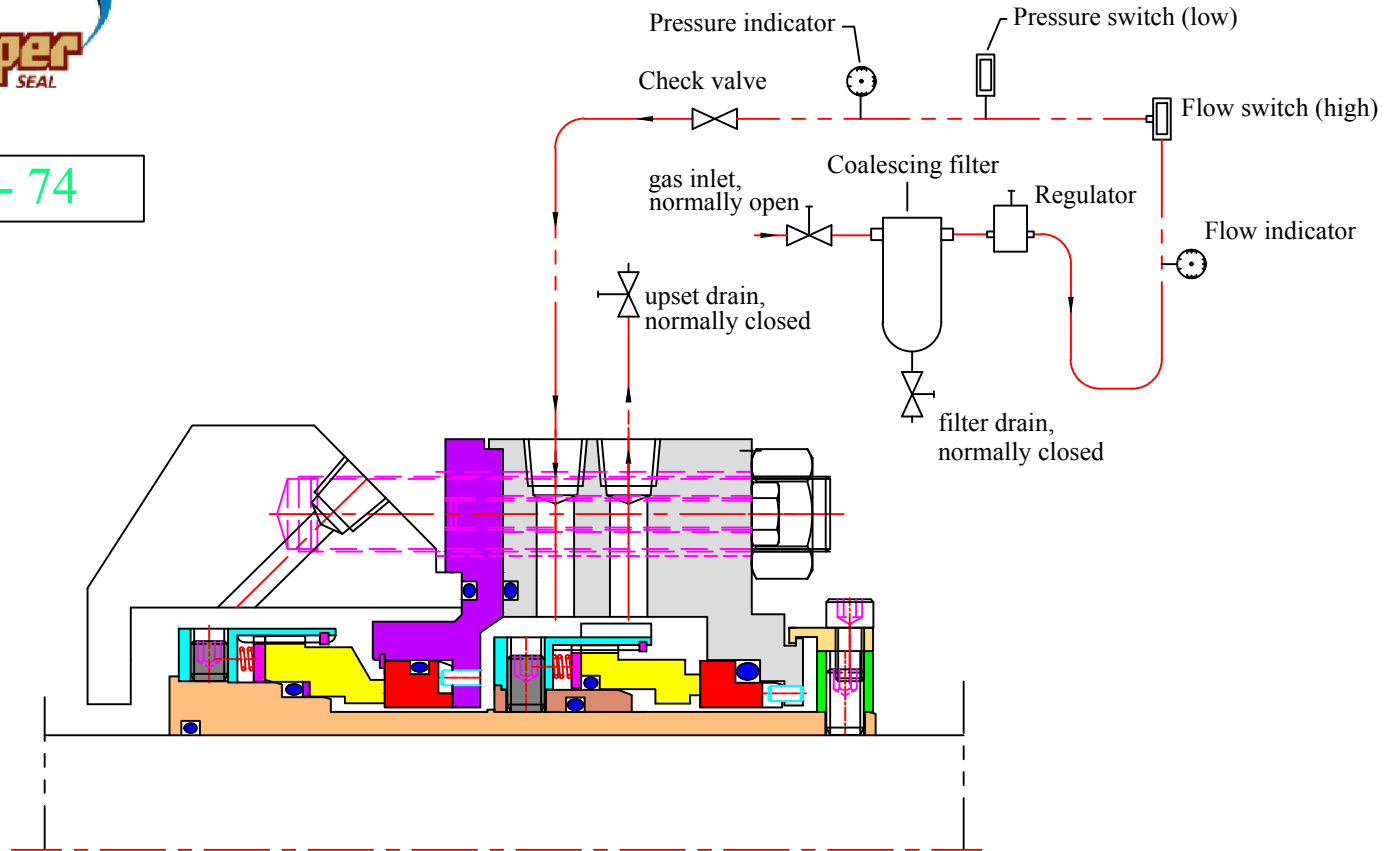 SEAL
- 74
Pressure indicator
Pressure switch (low)
Check valve
Flow switch (high)
gas inlet,
normally open
Coalescing filter
Regulator
Flow indicator
upset drain,
normally closed
filter drain,
normally closed